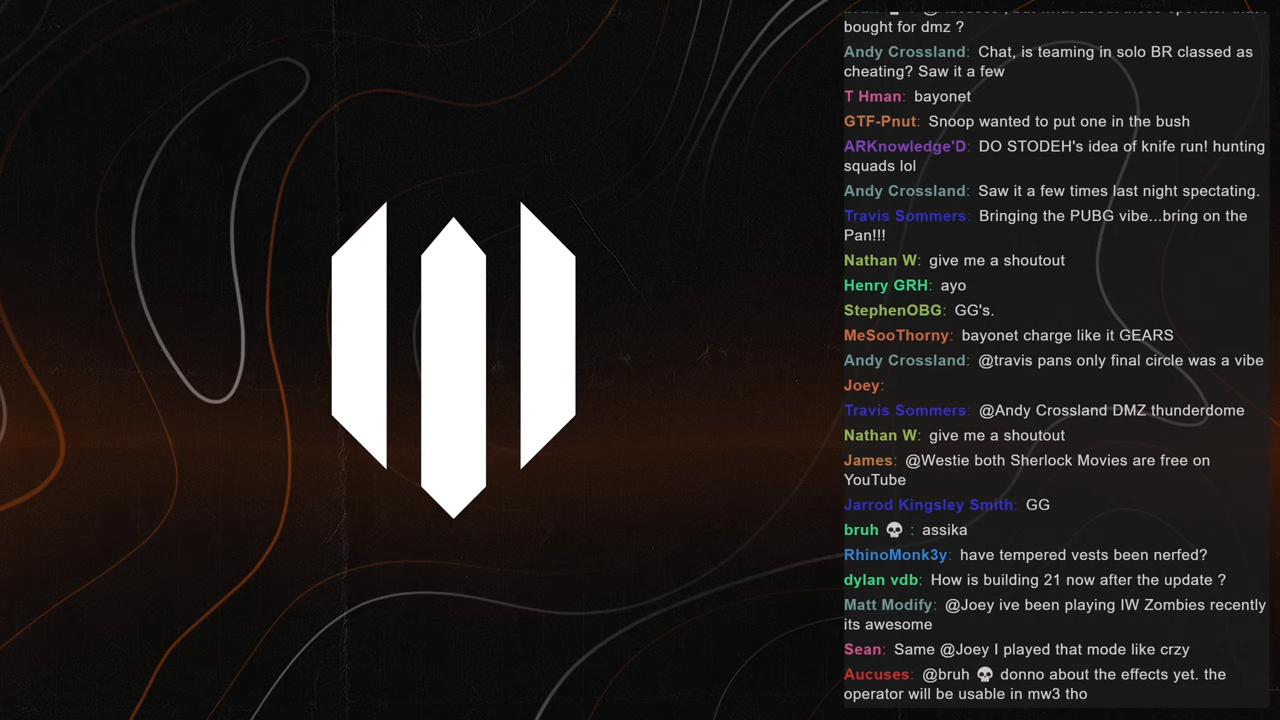 bought for dmz ?
Andy Crossland: Chat, is teaming in solo BR classed as
cheating? Saw it a few
T Hman: bayonet
GTF-Pnut: Snoop wanted to put one in the bush
ARKnowledge'D: DO STODEH's idea of knife run! hunting
squads lol
Andy Crossland: Saw it a few times last night spectating.
Travis Sommers: Bringing the PUBG vibe...bring on the
Pan!!!
Nathan W: give me a shoutout
Henry GRH: ayo
StephenOBG: GG's.
MeSooThorny: bayonet charge like it GEARS
Andy Crossland: @travis pans only final circle was a vibe
Joey:
Travis Sommers: @Andy Crossland DMZ thunderdome
Nathan W: give me a shoutout
James: @Westie both Sherlock Movies are free on
YouTube
Jarrod Kingsley Smith: GG
bruh 💀 : assika
RhinoMonk3y: have tempered vests been nerfed?
dylan vdb: How is building 21 now after the update ?
Matt Modify: @Joey ive been playing IW Zombies recently
its awesome
Sean: Same @Joey I played that mode like crzy
Aucuses: @bruh 💀 donno about the effects yet. the
operator will be usable in mw3 tho